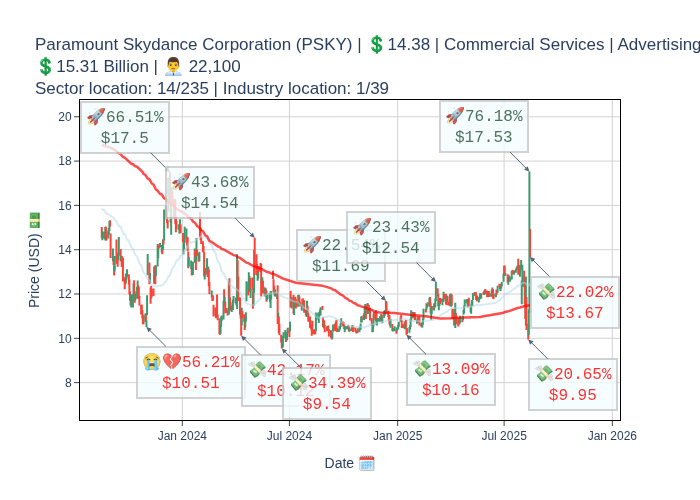 Paramount Skydance Corporation (PSKY) | 💲14.38 | Commercial Services | Advertising
💲15.31 Billion | 👨‍💼 22,100
Sector location: 14/235 | Industry location: 1/39
Price (USD) 💵
20
18
16
14
12
10
8
🚀66.51%
$17.5
🚀43.68%
$14.54
$11.69
🚀23.43%
$12.54
🚀76.18%
$17.53
💸22.02%
$13.67
💸20.65%
$9.95
💸13.09%
$10.16
💸34.39%
$9.54
😭💔56.21%
$10.51
Jan 2024
Jul 2024
Jan 2025
Jul 2025
Jan 2026
Date 🗓️